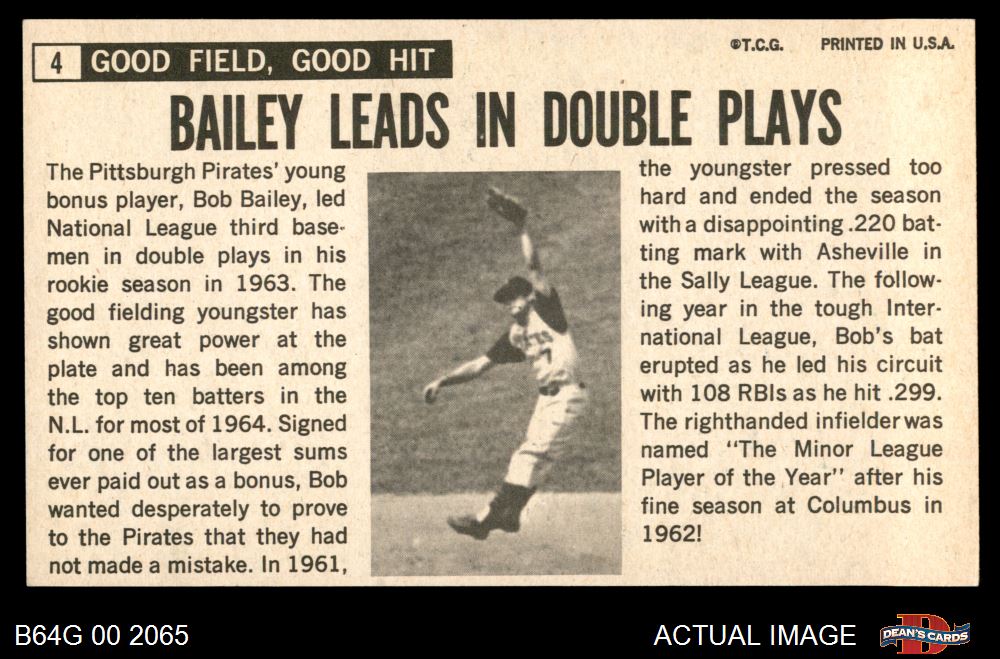 4 GOOD FIELD, GOOD HIT
©T.C.G. PRINTED IN U.S.A.
BAILEY LEADS IN DOUBLE PLAYS
The Pittsburgh Pirates' young
bonus player, Bob Bailey, led
National League third base-
men in double plays in his
rookie season in 1963. The
good fielding youngster has
shown great power at the
plate and has been among
the top ten batters in the
N.L. for most of 1964. Signed
for one of the largest sums
ever paid out as a bonus, Bob
wanted desperately to prove
to the Pirates that they had
not made a mistake. In 1961,
the youngster pressed too
hard and ended the season
with a disappointing .220 bat-
ting mark with Asheville in
the Sally League. The follow-
ing year in the tough Inter-
national League, Bob's bat
erupted as he led his circuit
with 108 RBIs as he hit .299.
The righthanded infielder was
named "The Minor League
Player of the Year" after his
fine season at Columbus in
1962!
B64G 00 2065
ACTUAL IMAGE
DEAN'S CARDS